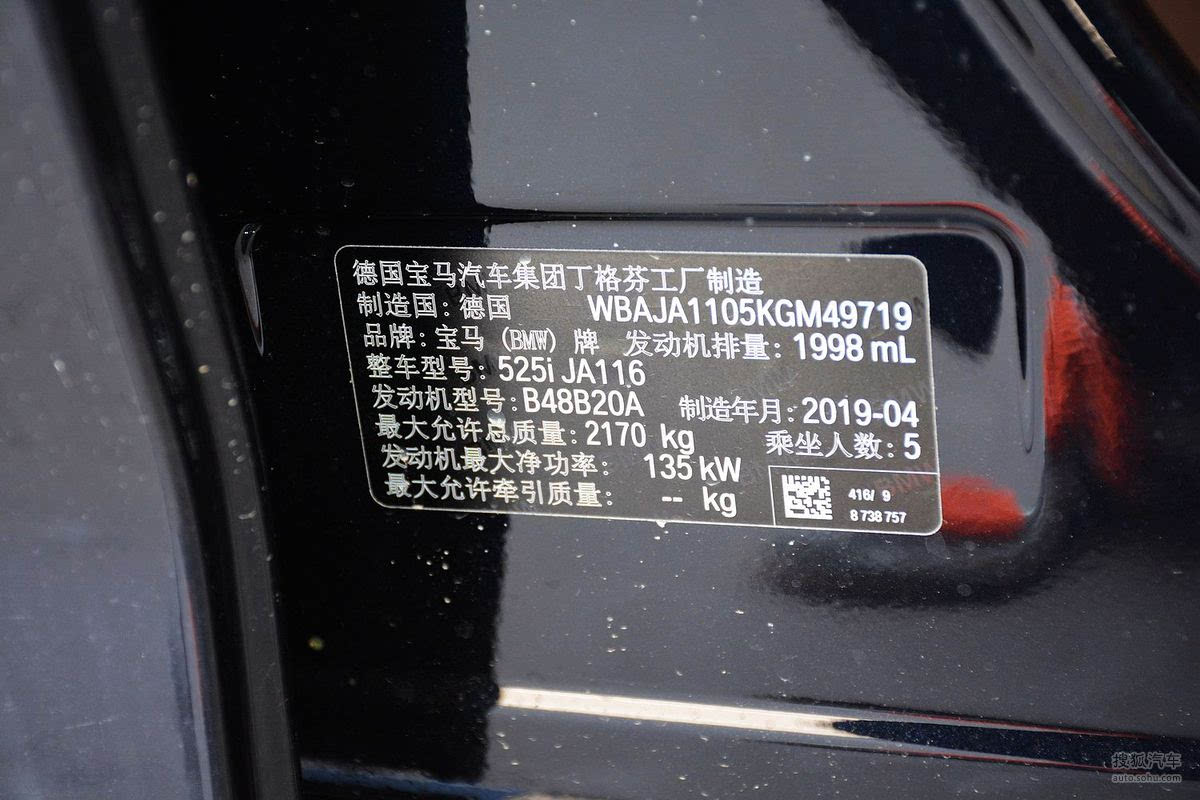 德国宝马汽车集团丁格芬工厂制造
制造国：德国 WBAJA1105KGM49719
品牌：宝马 (BMW) 牌 发动机排量：1998 mL
整车型号：525i JA116
发动机型号：B48B20A 制造年月：2019-04
最大允许总质量：2170 kg 乘坐人数：5
发动机最大净功率： 135 kW
最大允许牵引质量： -- kg
416/ 9
8 738 757
搜狐汽车
auto.sohu.com